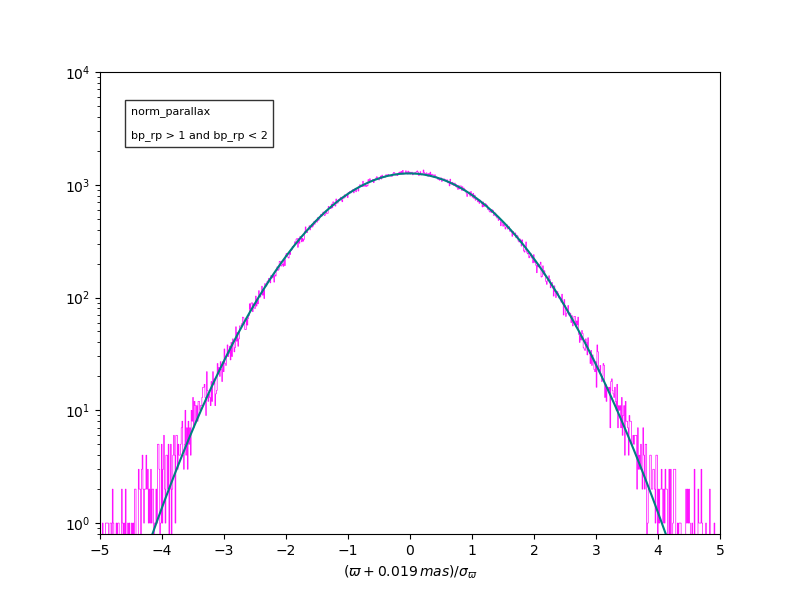 10⁴
norm_parallax
bp_rp > 1 and bp_rp < 2
10³
10²
10¹
10⁰
−5 −4 −3 −2 −1 0 1 2 3 4 5
(ϖ + 0.019 mas)/σ_ϖ